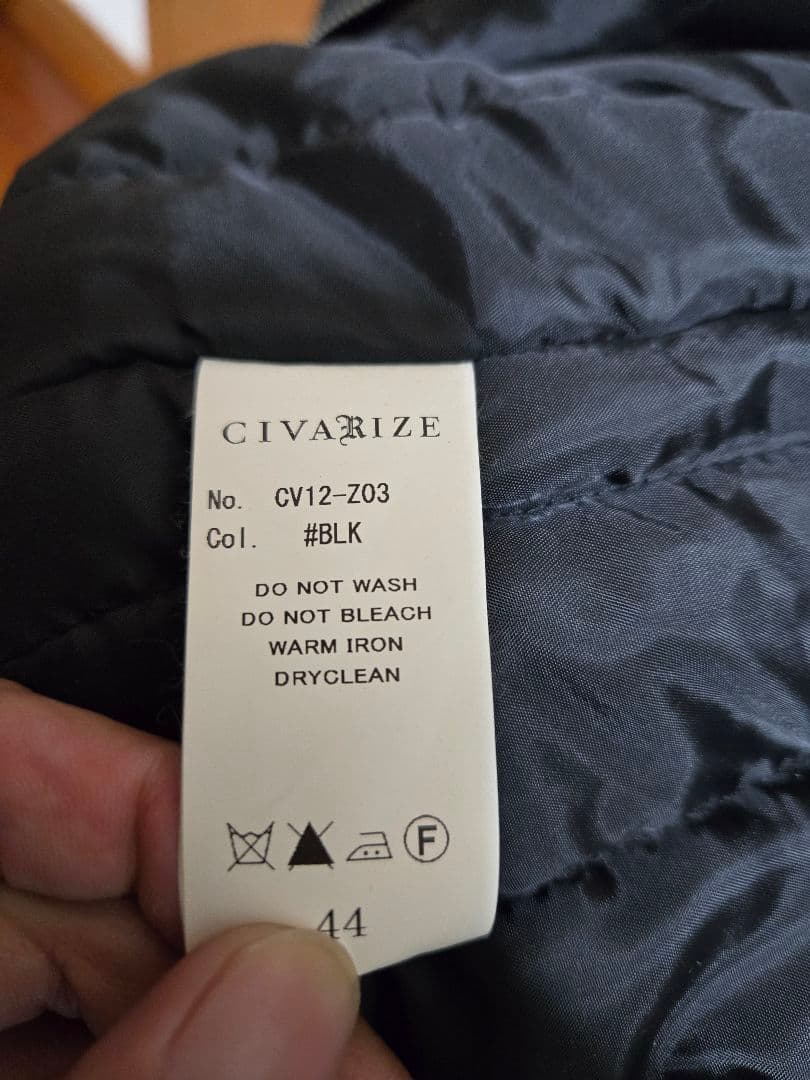 CIVARIZE
No. CV12-Z03
Col. #BLK
DO NOT WASH
DO NOT BLEACH
WARM IRON
DRYCLEAN
F
44